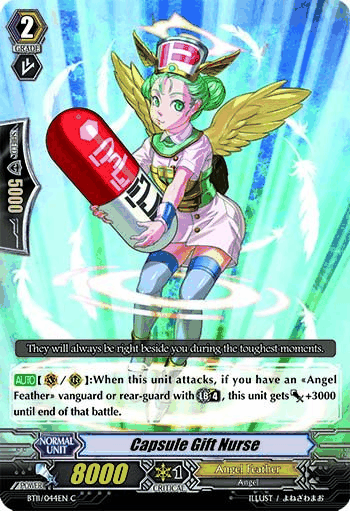 2
GRADE
SHIELD
5000
They will always be right beside you during the toughest moments.
AUTO [ / ]:When this unit attacks, if you have an «Angel
Feather» vanguard or rear-guard with LB4, this unit gets +3000
until end of that battle.
NORMAL
UNIT
Capsule Gift Nurse
POWER
8000
1
CRITICAL
Angel Feather
Angel
BT11/044EN C
ILLUST / よねざわまお